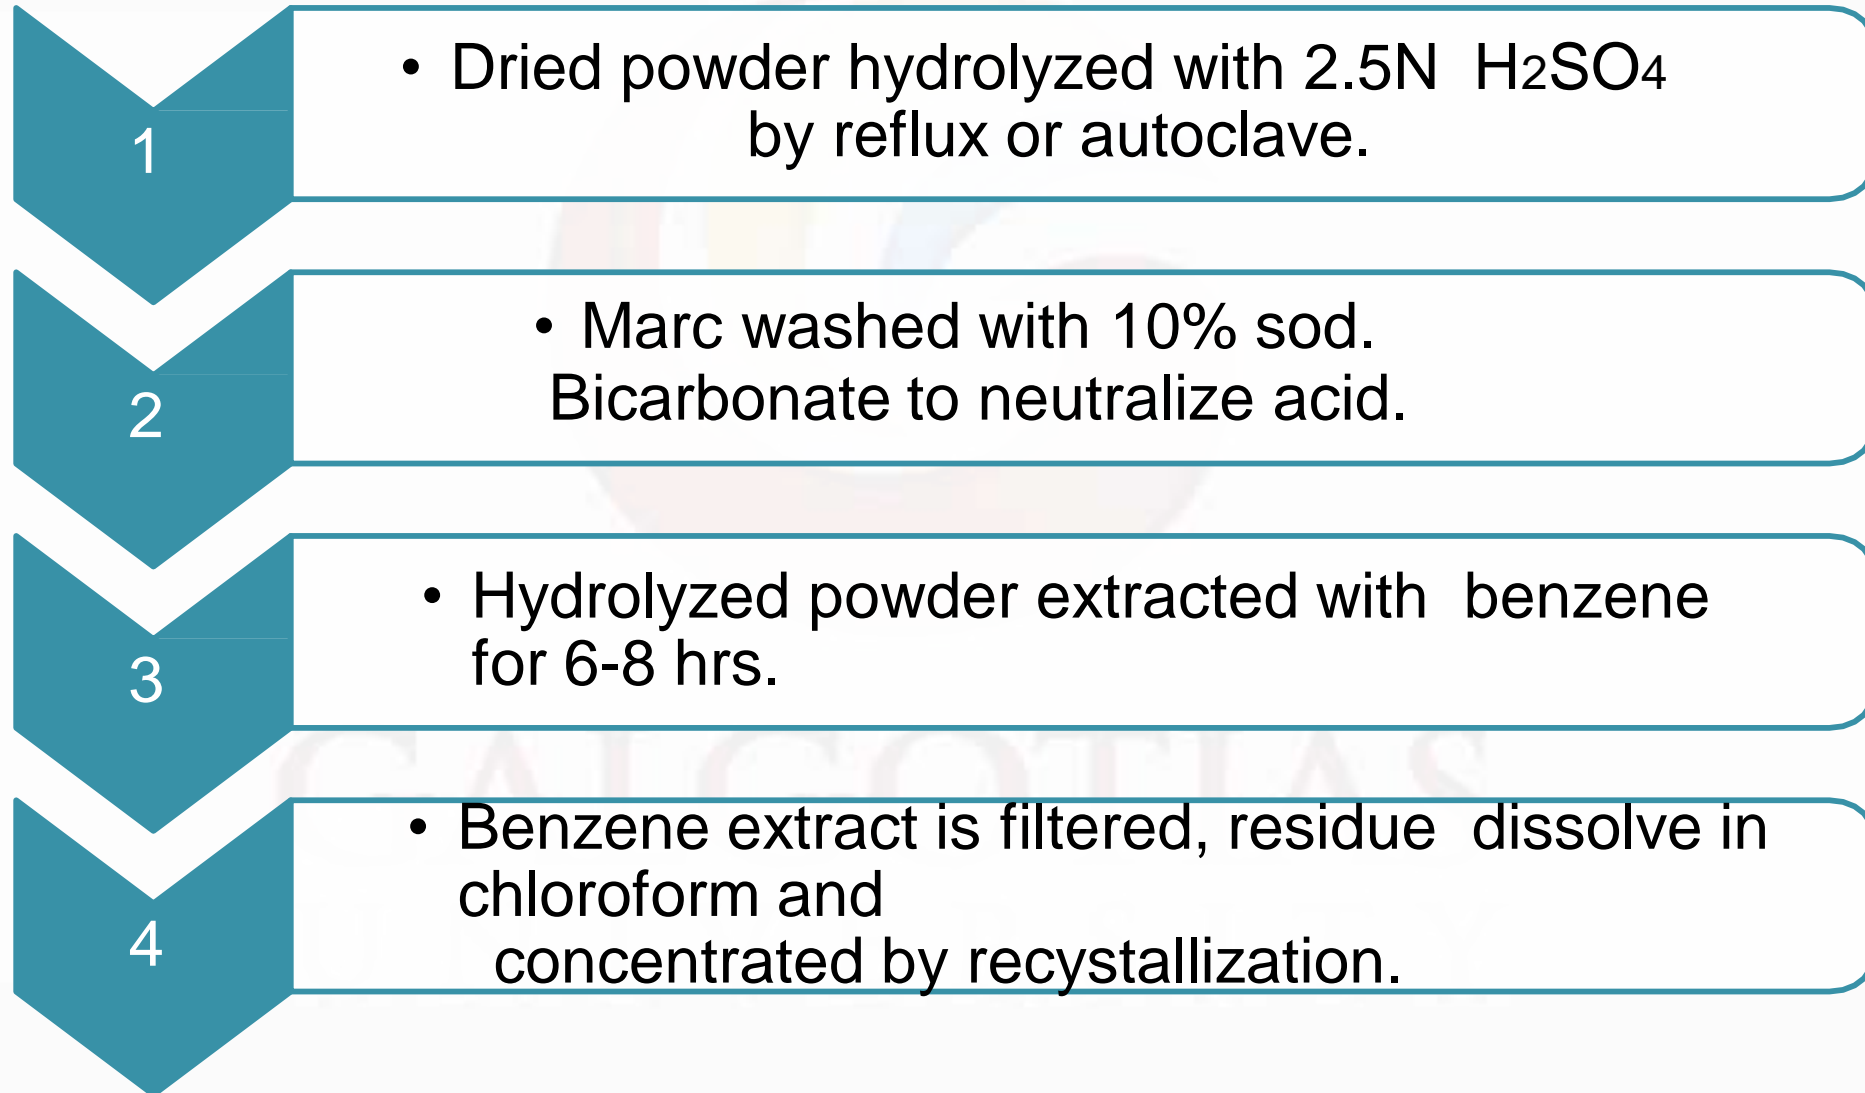 1
• Dried powder hydrolyzed with 2.5N H2SO4
by reflux or autoclave.
2
• Marc washed with 10% sod.
Bicarbonate to neutralize acid.
3
• Hydrolyzed powder extracted with benzene
for 6-8 hrs.
GALGOTIAS
4
• Benzene extract is filtered, residue dissolve in
chloroform and
concentrated by recystallization.
UNIVERSITY